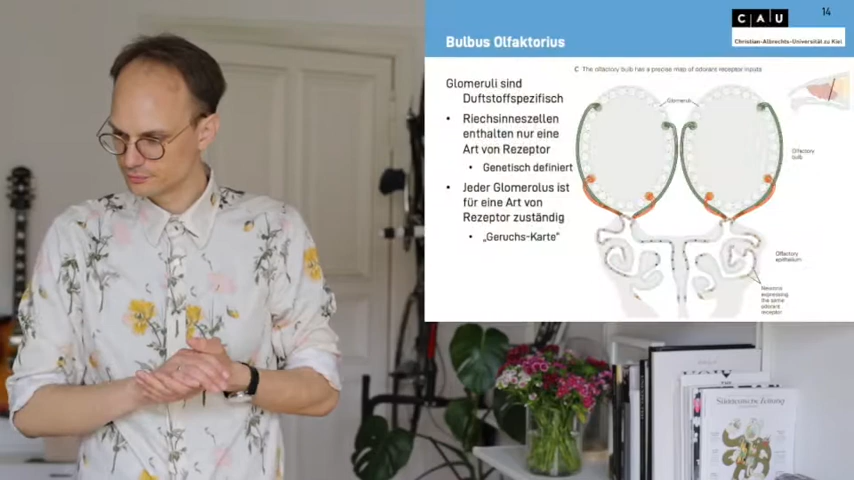 14
C A U
Christian-Albrechts-Universität zu Kiel
Bulbus Olfaktorius
C The olfactory bulb has a precise map of odorant receptor inputs
Glomeruli sind
Duftstoffspezifisch
• Riechsinneszellen
enthalten nur eine
Art von Rezeptor
• Genetisch definiert
• Jeder Glomerolus ist
für eine Art von
Rezeptor zuständig
• „Geruchs-Karte"
Glomeruli
Olfactory
bulb
Olfactory
epithelium
Neurons
expressing
the same
odorant
receptor
Süddeutsche Zeitung